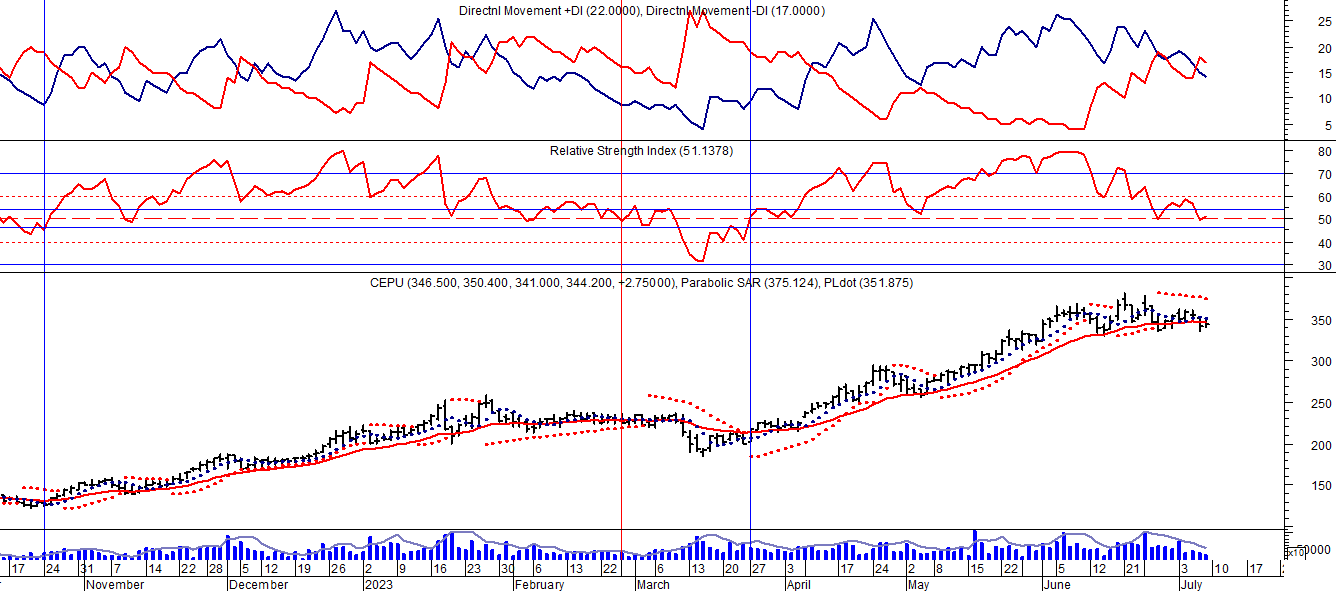 Directnl Movement +DI (22.0000), Directnl Movement -DI (17.0000)
25
20
15
10
5
Relative Strength Index (51.1378)
80
70
60
50
40
30
CEPU (346.500, 350.400, 341.000, 344.200, +2.75000), Parabolic SAR (375.124), PLdot (351.875)
350
300
250
200
150
50000
x10
17 24 31 7 14 22 28 5 12 19 26 2 9 16 23 30 6 13 22 6 13 20 27 3 17 24 2 8 15 22 5 12 21 3 10 17
November December 2023 February March April May June July